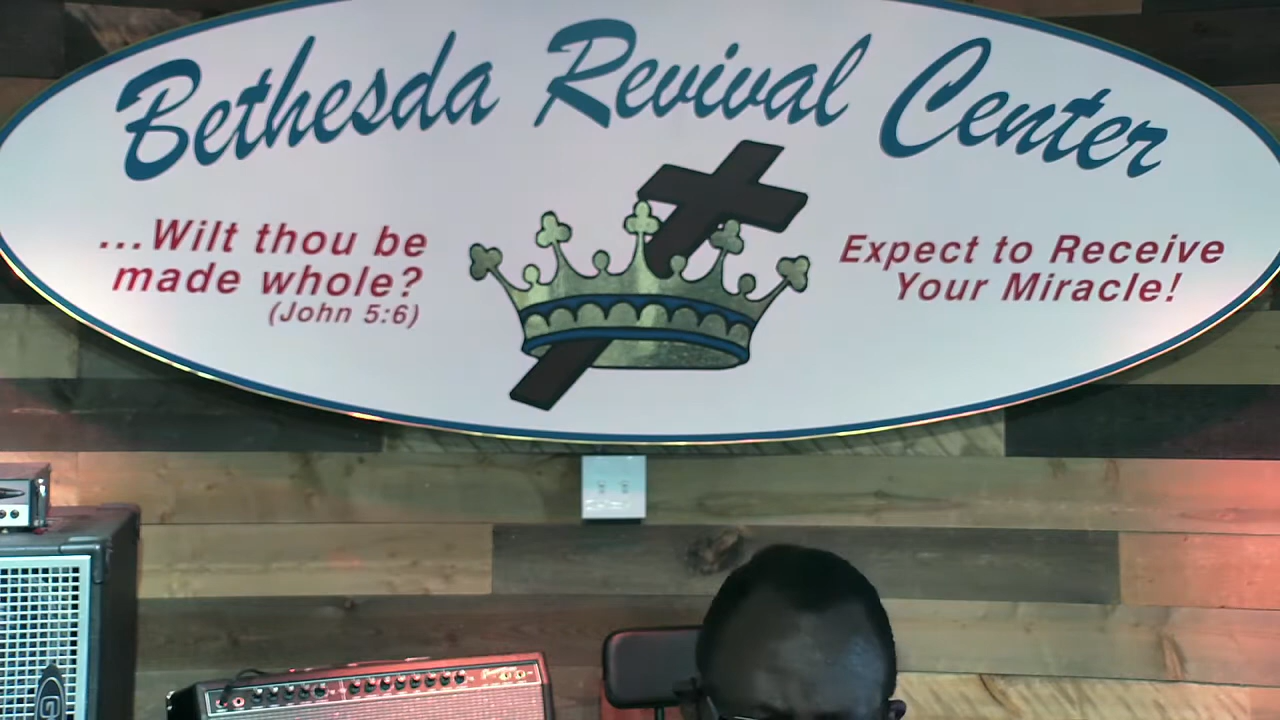 Bethesda Revival Center
...Wilt thou be
made whole?
(John 5:6)
Expect to Receive
Your Miracle!